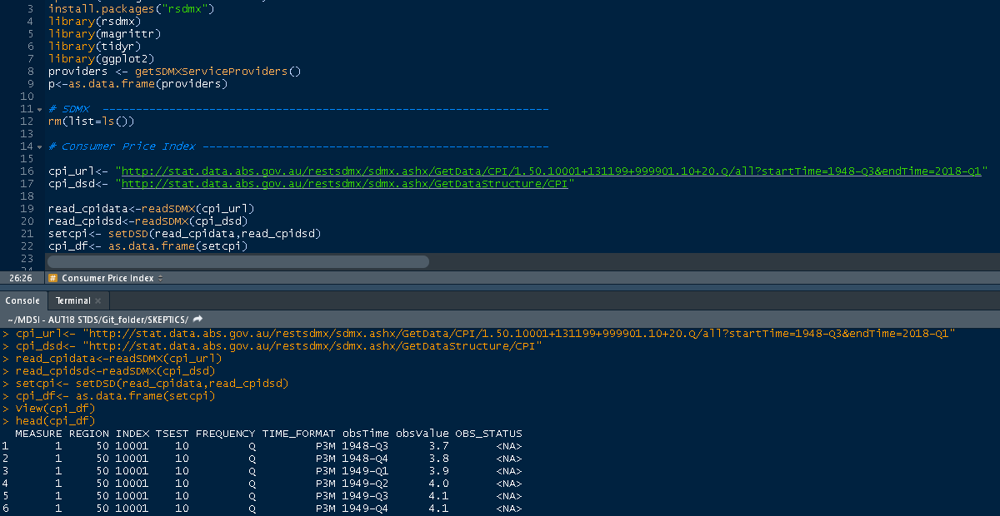 3 install.packages("rsdmx")
4 library(rsdmx)
5 library(magrittr)
6 library(tidyr)
7 library(ggplot2)
8 providers <- getSDMXServiceProviders()
9 p<-as.data.frame(providers)
10
11 # SDMX -------------------------------------------------------------------
12 rm(list=ls())
13
14 # Consumer Price Index ----------------------------------------------------
15
16 cpi_url<- "http://stat.data.abs.gov.au/restsdmx/sdmx.ashx/GetData/CPI/1.50.10001+131199+999901.10+20.Q/all?startTime=1948-Q3&endTime=2018-Q1"
17 cpi_dsd<- "http://stat.data.abs.gov.au/restsdmx/sdmx.ashx/GetDataStructure/CPI"
18
19 read_cpidata<-readSDMX(cpi_url)
20 read_cpidsd<-readSDMX(cpi_dsd)
21 setcpi<- setDSD(read_cpidata,read_cpidsd)
22 cpi_df<- as.data.frame(setcpi)
23
26:26 # Consumer Price Index
Console Terminal ×
~/MDSI - AUT18 STDS/Git_folder/SKEPTICS/
> cpi_url<- "http://stat.data.abs.gov.au/restsdmx/sdmx.ashx/GetData/CPI/1.50.10001+131199+999901.10+20.Q/all?startTime=1948-Q3&endTime=2018-Q1"
> cpi_dsd<- "http://stat.data.abs.gov.au/restsdmx/sdmx.ashx/GetDataStructure/CPI"
> read_cpidata<-readSDMX(cpi_url)
> read_cpidsd<-readSDMX(cpi_dsd)
> setcpi<- setDSD(read_cpidata,read_cpidsd)
> cpi_df<- as.data.frame(setcpi)
> View(cpi_df)
> head(cpi_df)
MEASURE REGION INDEX TSEST FREQUENCY TIME_FORMAT obsTime obsValue OBS_STATUS
1 1 50 10001 10 Q P3M 1948-Q3 3.7 <NA>
2 1 50 10001 10 Q P3M 1948-Q4 3.8 <NA>
3 1 50 10001 10 Q P3M 1949-Q1 3.9 <NA>
4 1 50 10001 10 Q P3M 1949-Q2 4.0 <NA>
5 1 50 10001 10 Q P3M 1949-Q3 4.1 <NA>
6 1 50 10001 10 Q P3M 1949-Q4 4.1 <NA>